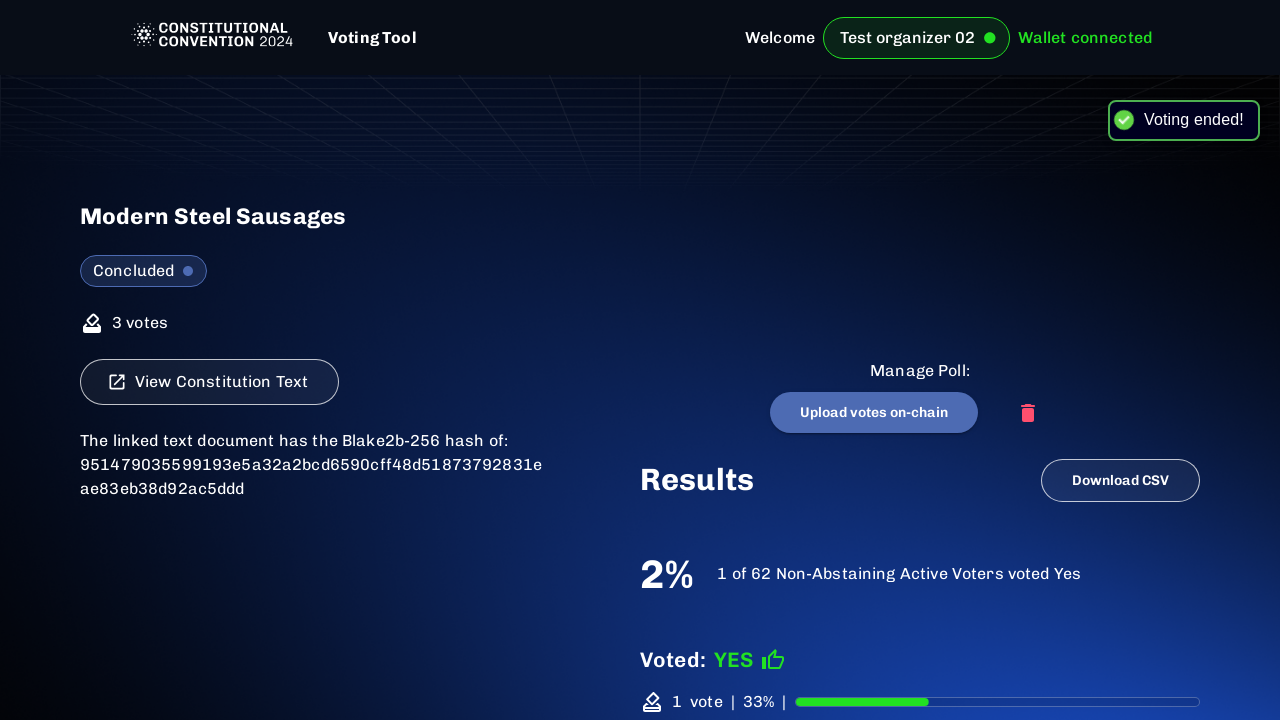 CONSTITUTIONAL
CONVENTION 2024
Voting Tool
Welcome
Test organizer 02
Wallet connected
Voting ended!
Modern Steel Sausages
Concluded
3 votes
View Constitution Text
The linked text document has the Blake2b-256 hash of:
951479035599193e5a32a2bcd6590cff48d51873792831e
ae83eb38d92ac5ddd
Manage Poll:
Upload votes on-chain
Results
Download CSV
2%
1 of 62 Non-Abstaining Active Voters voted Yes
Voted: YES
1 vote | 33% |